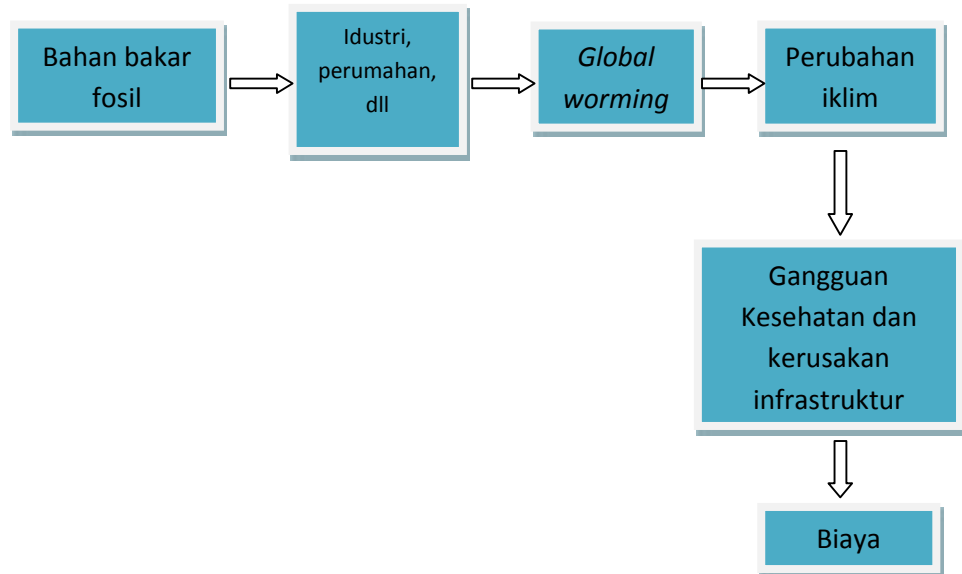 Bahan bakar
fosil
Idustri,
perumahan,
dll
Global
worming
Perubahan
iklim
Gangguan
Kesehatan dan
kerusakan
infrastruktur
Biaya